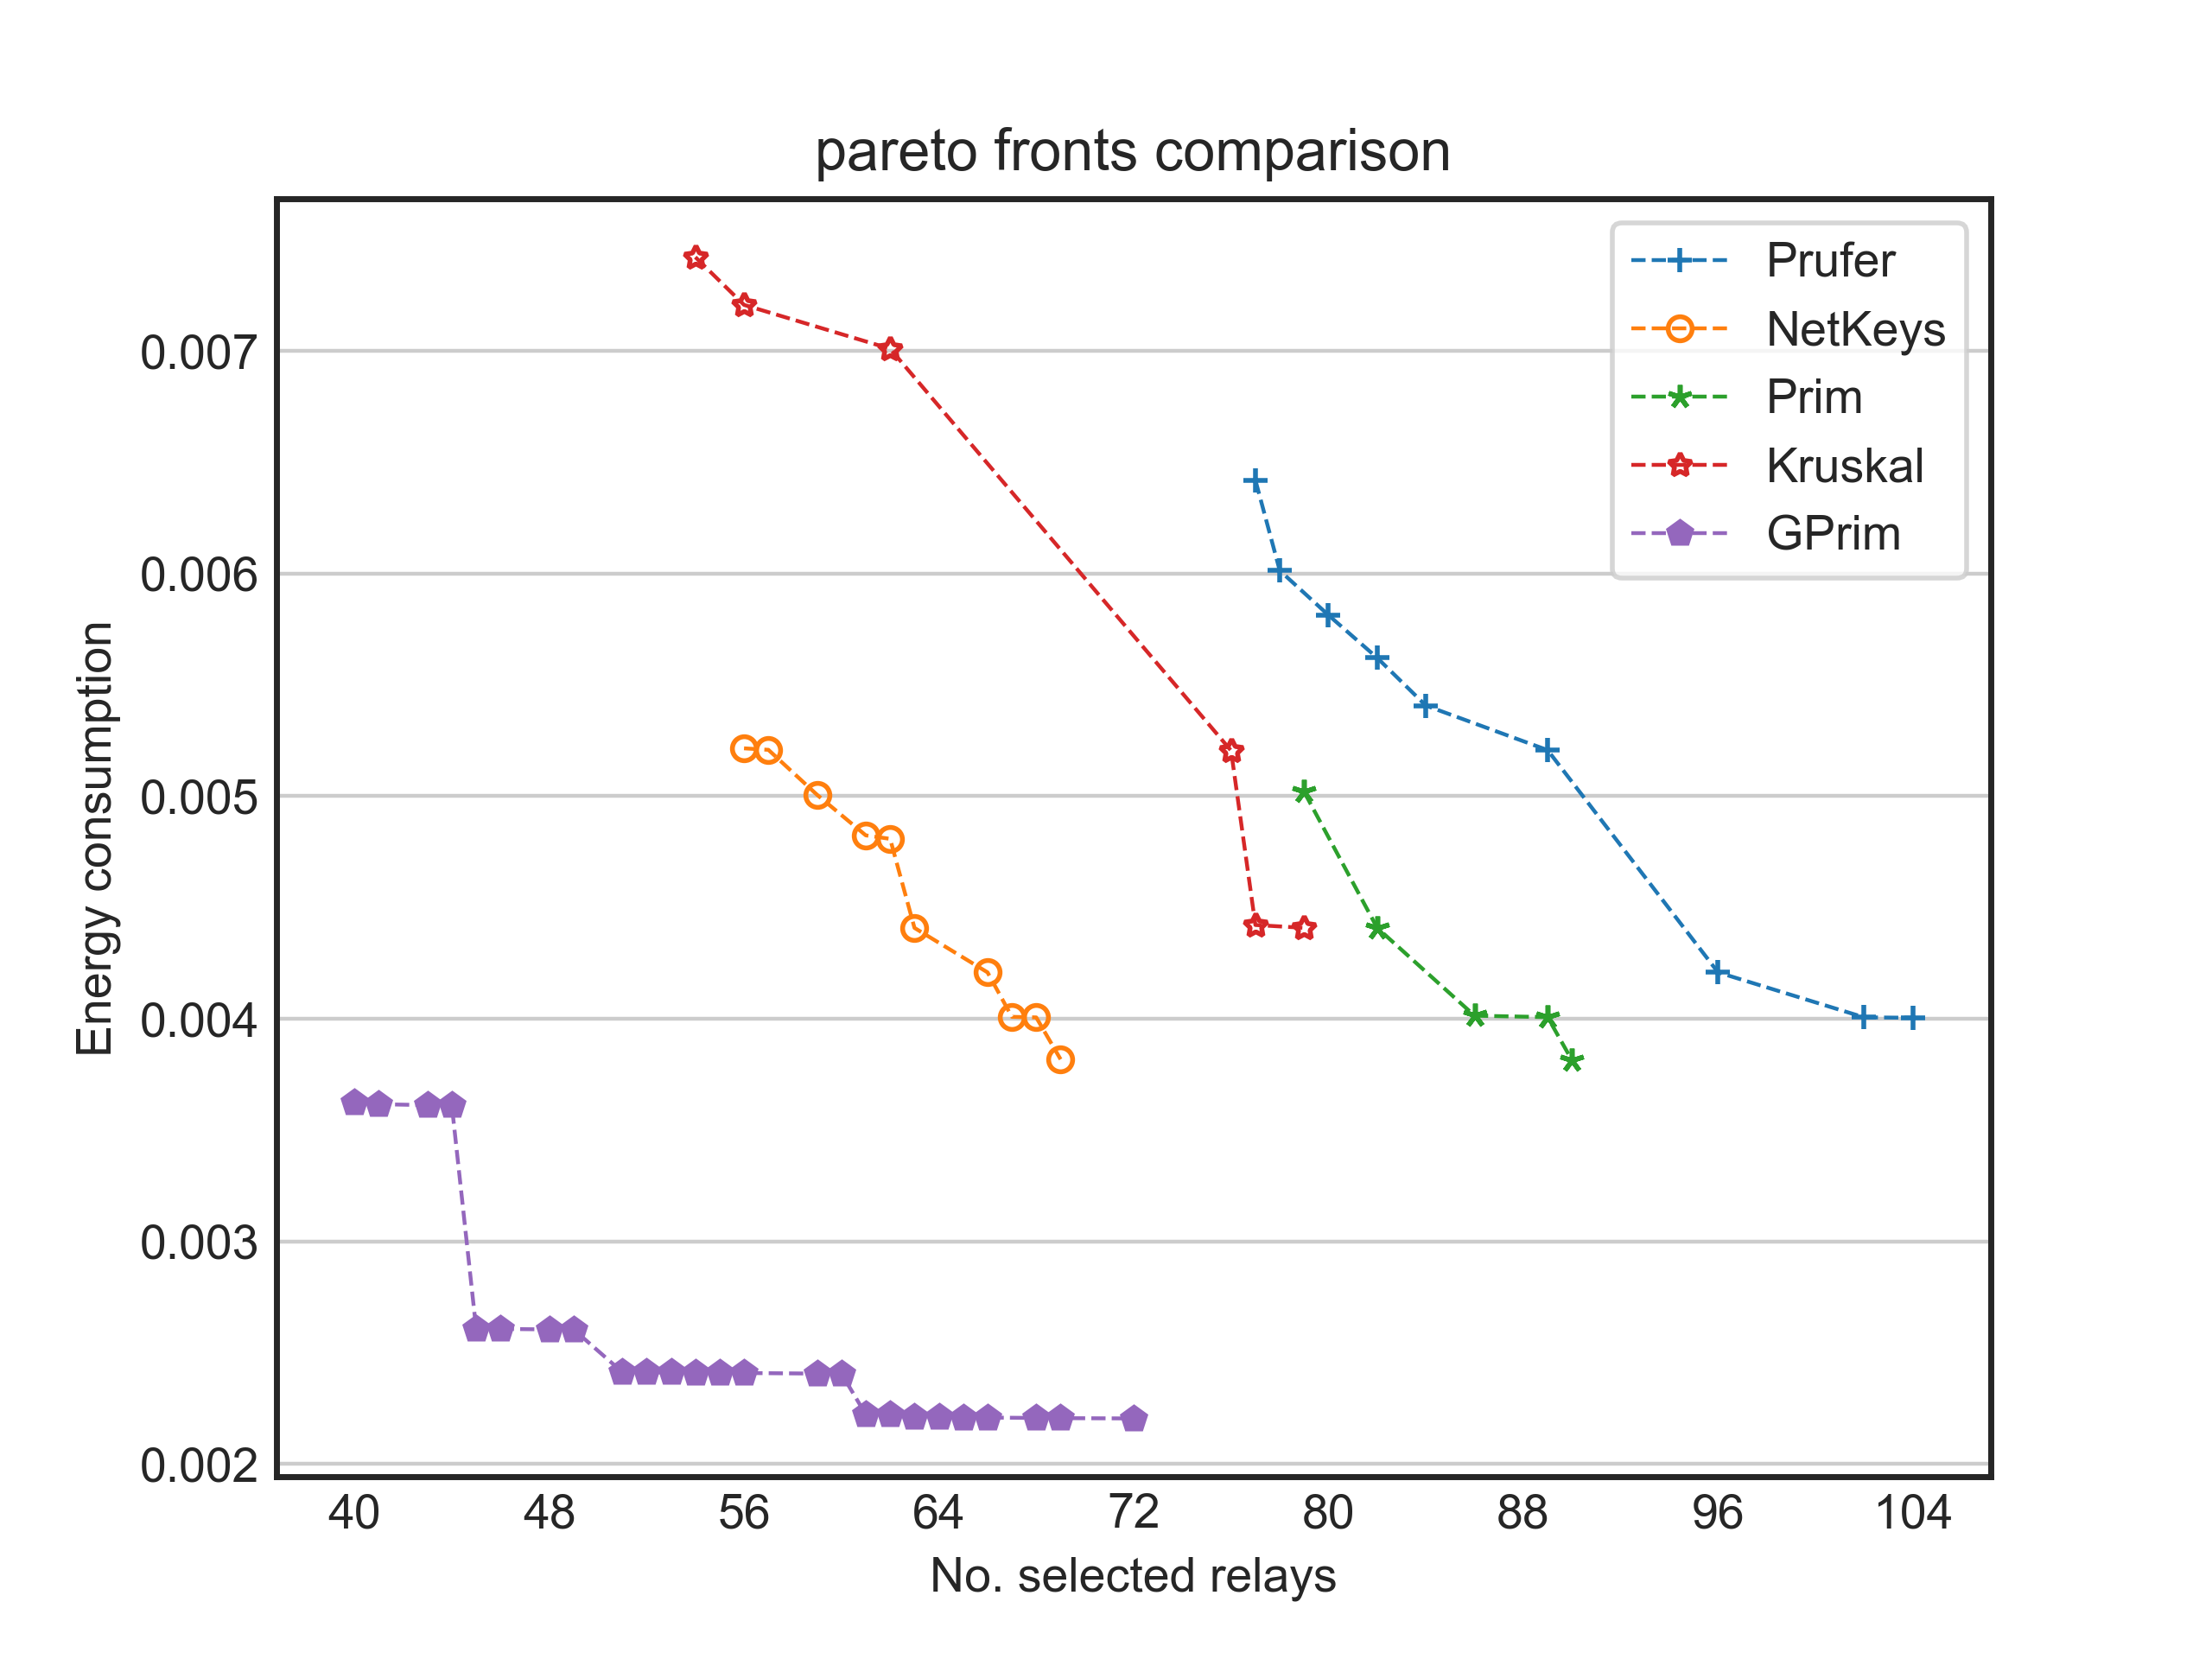 pareto fronts comparison
Prufer
NetKeys
Prim
Kruskal
GPrim
Energy consumption
0.007
0.006
0.005
0.004
0.003
0.002
40 48 56 64 72 80 88 96 104
No. selected relays